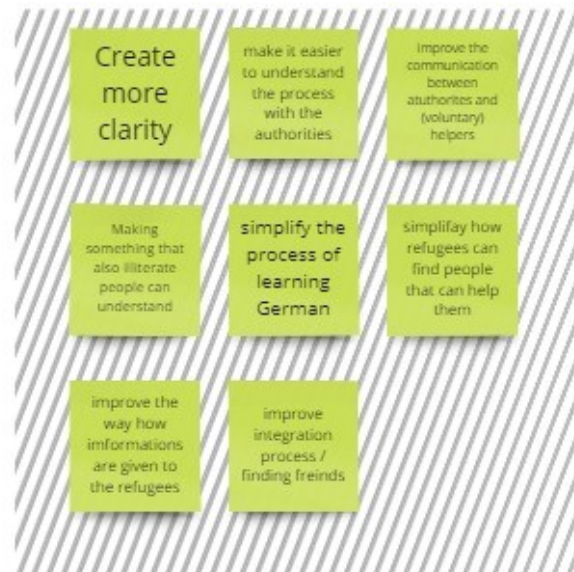 Create
more
clarity
make it easier
to understand
the process
with the
authorities
improve the
communication
between
atuthorites and
(voluntary)
helpers
Making
something that
also illiterate
people can
understand
simplify the
process of
learning
German
simplifay how
refugees can
find people
that can help
them
improve the
way how
imformations
are given to
the refugees
improve
integration
process /
finding freinds